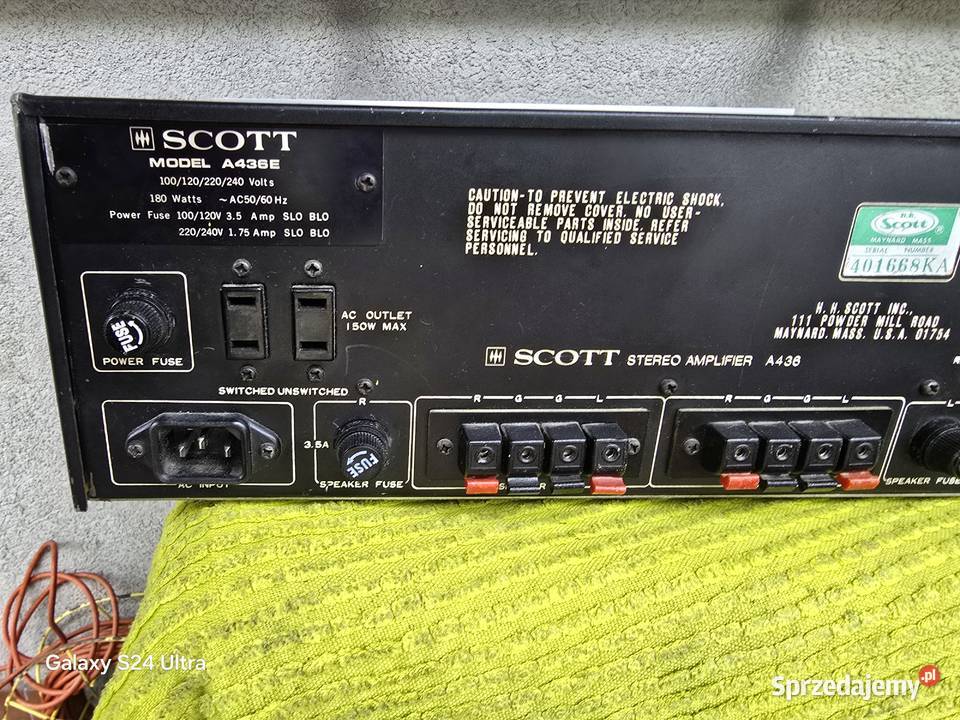 SCOTT
MODEL A436E
100/120/220/240 Volts
180 Watts ~AC50/60Hz
Power Fuse 100/120V 3.5 Amp SLO BLO
220/240V 1.75 Amp SLO BLO
CAUTION-TO PREVENT ELECTRIC SHOCK,
DO NOT REMOVE COVER. NO USER-
SERVICEABLE PARTS INSIDE. REFER
SERVICING TO QUALIFIED SERVICE
PERSONNEL.
H.H.
Scott ®
MAYNARD MASS
SERIAL NUMBER
401668KA
H. H. SCOTT INC.,
111 POWDER MILL ROAD
MAYNARD. MASS. U.S.A. 01754
FUSE
POWER FUSE
AC OUTLET
150W MAX
SWITCHED UNSWITCHED
SCOTT STEREO AMPLIFIER A436
AC INPUT
R
3.5A
FUSE
SPEAKER FUSE
R G G L
R G G L
L
SPEAKER FUSE
Galaxy S24 Ultra
Sprzedajemy.pl